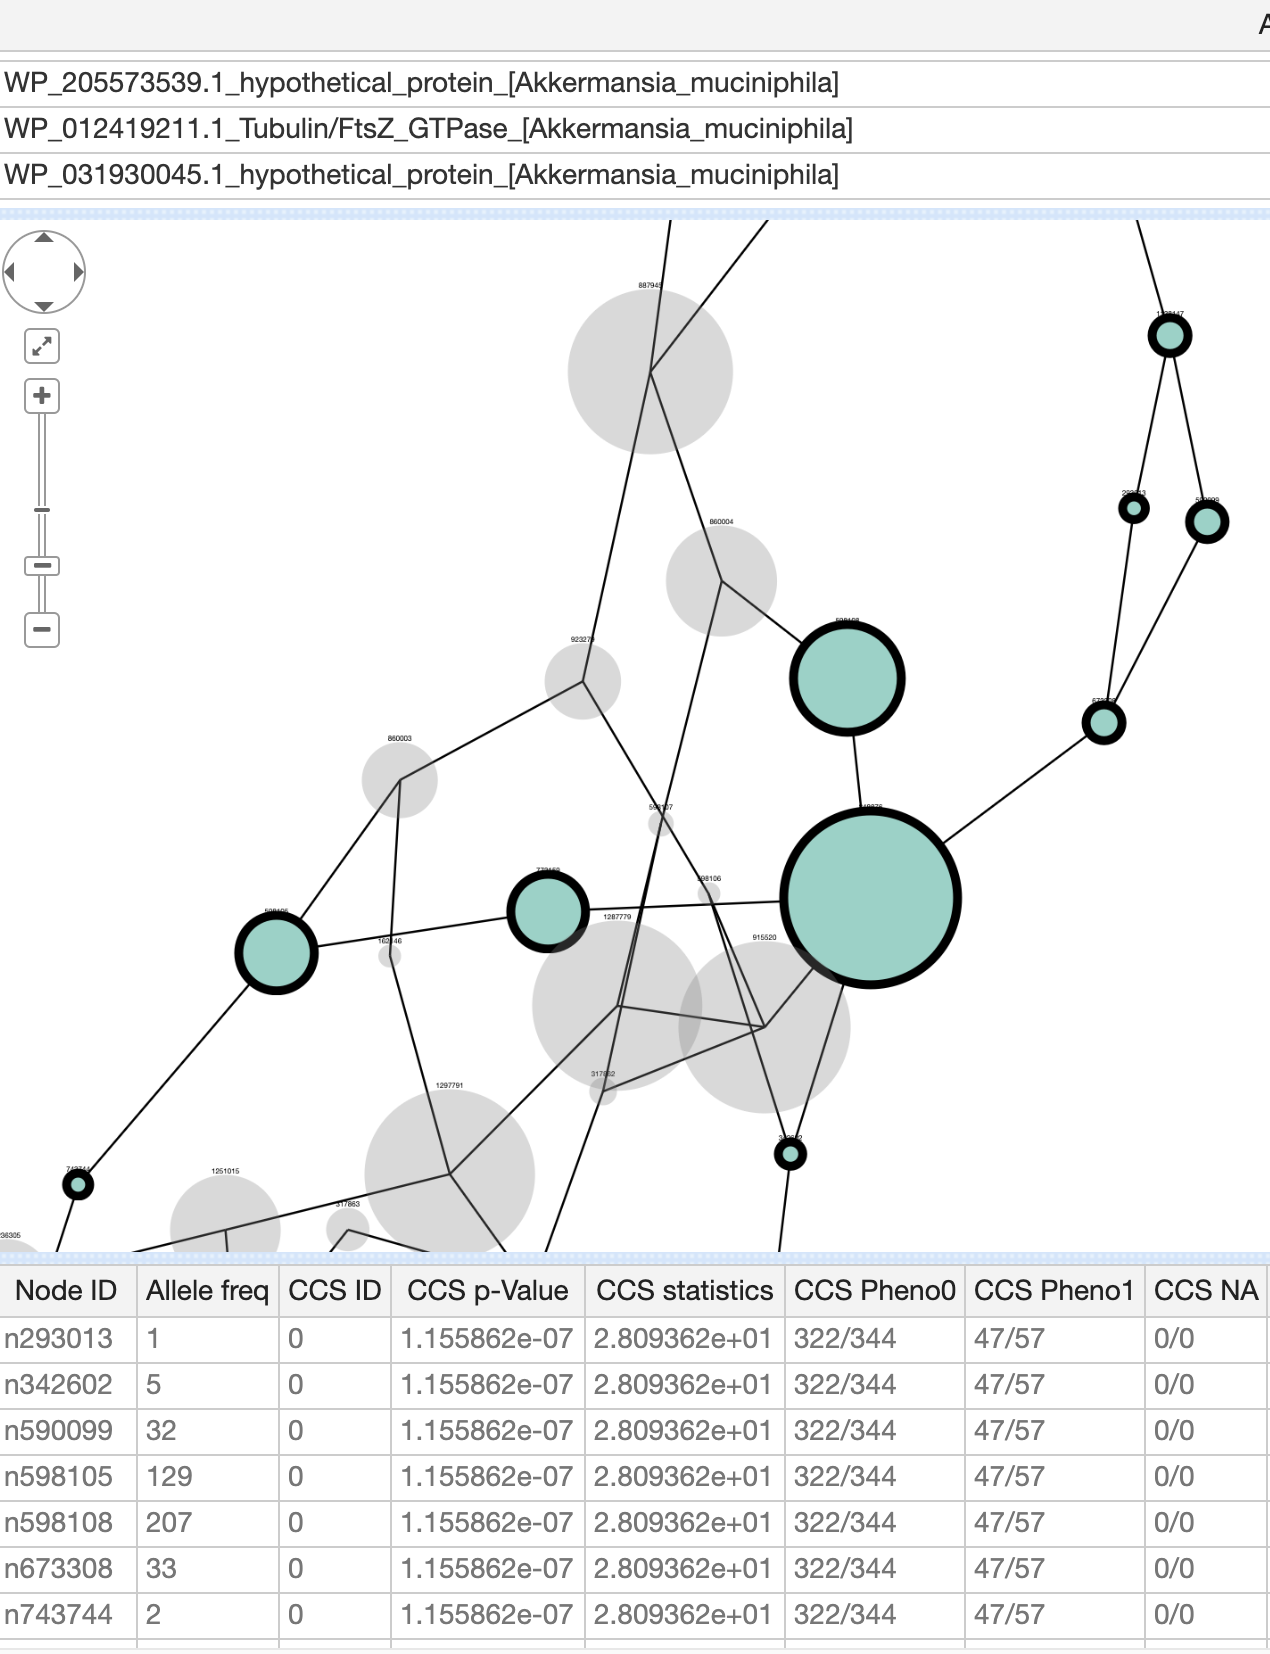 A
WP_205573539.1_hypothetical_protein_[Akkermansia_muciniphila]
WP_012419211.1_Tubulin/FtsZ_GTPase_[Akkermansia_muciniphila]
WP_031930045.1_hypothetical_protein_[Akkermansia_muciniphila]
860004
860003
598106
1287779
915520
1297791
1251015
317863
36305
Node ID Allele freq CCS ID CCS p-Value CCS statistics CCS Pheno0 CCS Pheno1 CCS NA
n293013 1 0 1.155862e-07 2.809362e+01 322/344 47/57 0/0
n342602 5 0 1.155862e-07 2.809362e+01 322/344 47/57 0/0
n590099 32 0 1.155862e-07 2.809362e+01 322/344 47/57 0/0
n598105 129 0 1.155862e-07 2.809362e+01 322/344 47/57 0/0
n598108 207 0 1.155862e-07 2.809362e+01 322/344 47/57 0/0
n673308 33 0 1.155862e-07 2.809362e+01 322/344 47/57 0/0
n743744 2 0 1.155862e-07 2.809362e+01 322/344 47/57 0/0